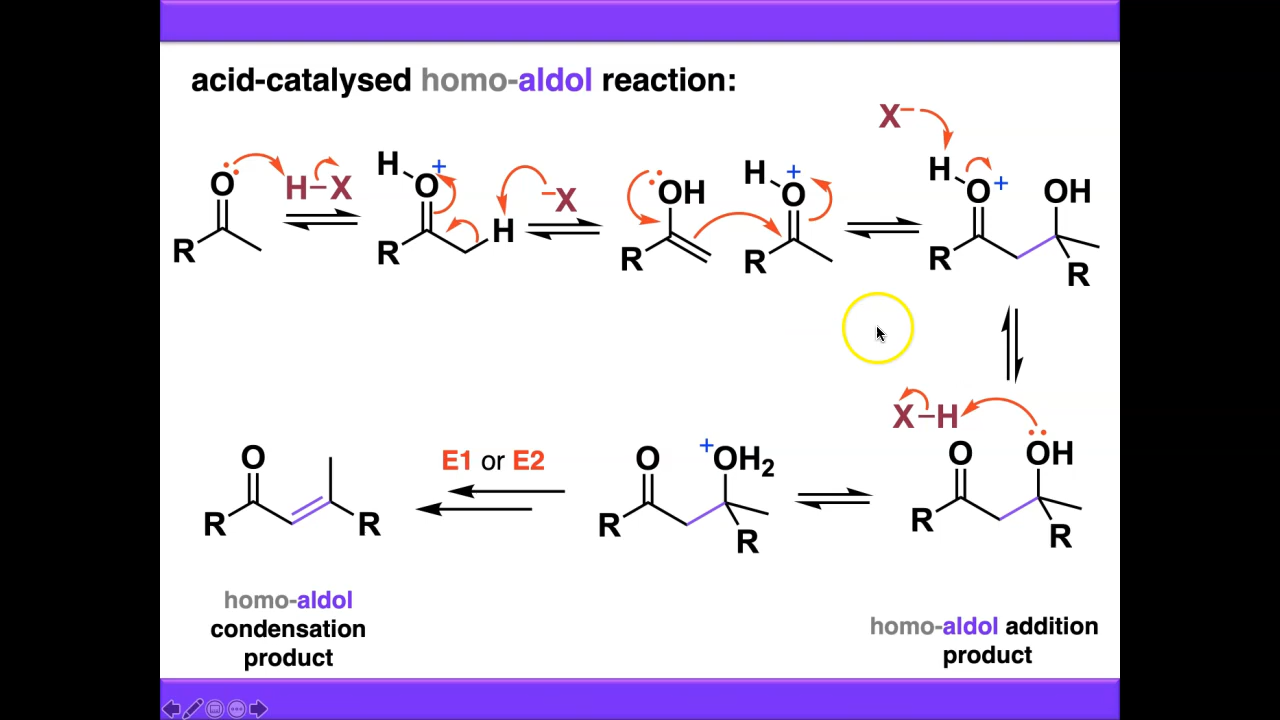 acid-catalysed homo-aldol reaction:
X−
O H−X
R
H O +
R H
−X
OH
R
H O +
R
H O + OH
R R
X−H
O OH
R R
O +OH2
R R
E1 or E2
O
R R
homo-aldol
condensation
product
homo-aldol addition
product